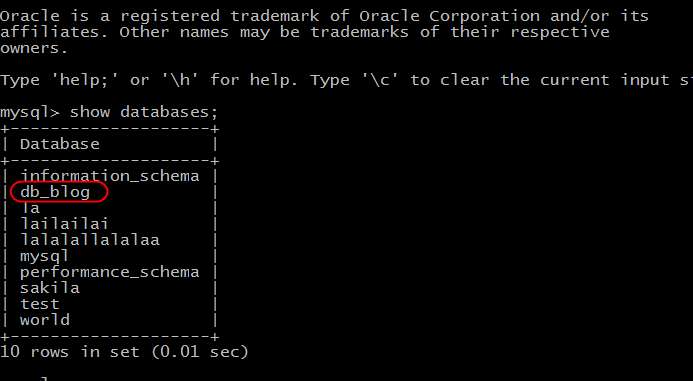 Oracle is a registered trademark of Oracle Corporation and/or its
affiliates. Other names may be trademarks of their respective
owners.
Type 'help;' or '\h' for help. Type '\c' to clear the current input
mysql> show databases;
+--------------------+
| Database           |
+--------------------+
| information_schema |
| db_blog            |
| la                 |
| lailailai          |
| lalalallalalaa     |
| mysql              |
| performance_schema |
| sakila             |
| test               |
| world              |
+--------------------+
10 rows in set (0.01 sec)